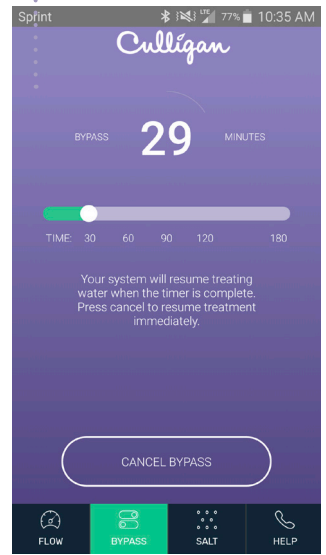 Sprint LTE 77% 10:35 AM
Culligan
BYPASS 29 MINUTES
TIME: 30 60 90 120 180
Your system will resume treating
water when the timer is complete.
Press cancel to resume treatment
immediately.
CANCEL BYPASS
FLOW BYPASS SALT HELP